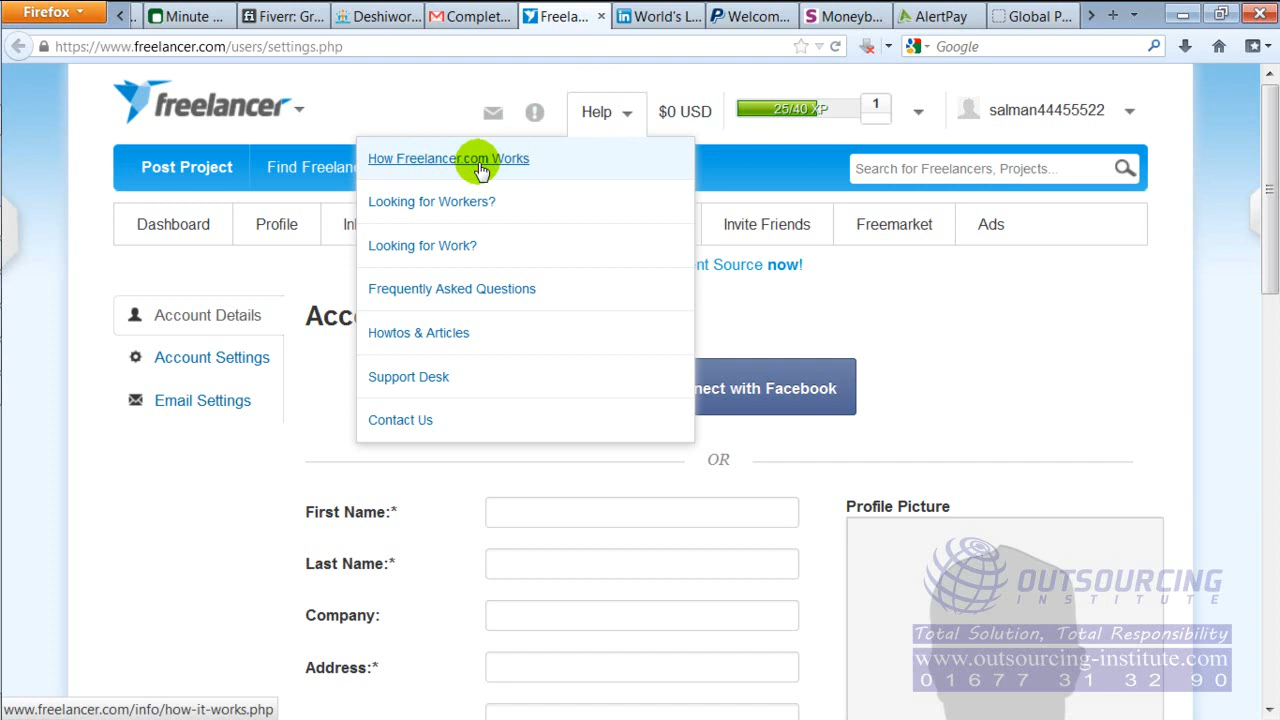 Firefox
Minute ...
Fiverr: Gr...
Deshiwor...
Complet...
Freela...
World's L...
Welcom...
Moneyb...
AlertPay
Global P...
https://www.freelancer.com/users/settings.php
Google
freelancer
Help
$0 USD
25/40 XP
1
salman44455522
Post Project
Find Freelan
Search for Freelancers, Projects...
How Freelancer.com Works
Looking for Workers?
Looking for Work?
Frequently Asked Questions
Howtos & Articles
Support Desk
Contact Us
Dashboard
Profile
In
Invite Friends
Freemarket
Ads
nt Source now!
Account Details
Account Settings
Email Settings
Acc
nnect with Facebook
OR
First Name:*
Last Name:*
Company:
Address:*
Profile Picture
OUTSOURCING
INSTITUTE
Total Solution, Total Responsibility
www.outsourcing-institute.com
01677 31 32 90
www.freelancer.com/info/how-it-works.php